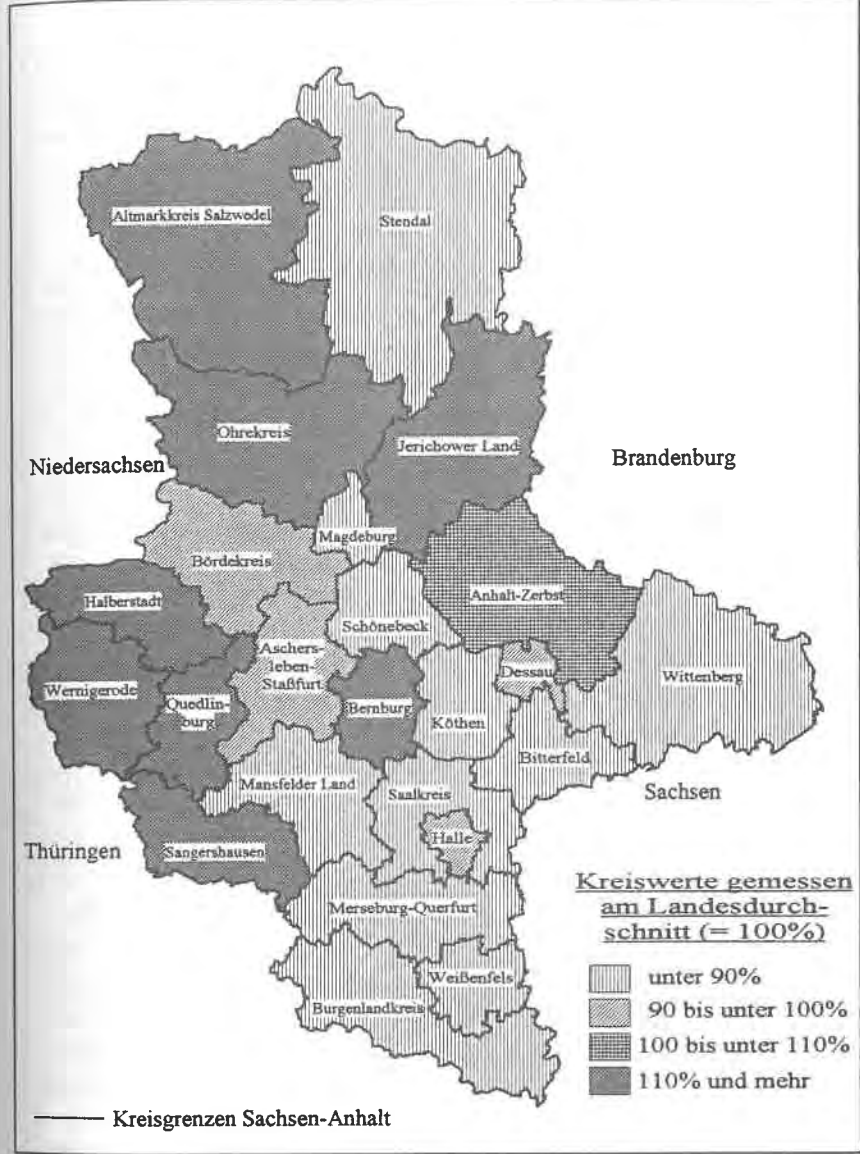 Altmarkkreis Salzwedel
Stendal
Ohrekreis
Jerichower Land
Niedersachsen
Brandenburg
Magdeburg
Bördekreis
Halberstadt
Anhalt-Zerbst
Schönebeck
Aschers-
leben-
Staßfurt
Dessau
Wittenberg
Wernigerode
Quedlin-
burg
Bernburg
Köthen
Bitterfeld
Mansfelder Land
Saalkreis
Sachsen
Halle
Thüringen
Sangershausen
Merseburg-Querfurt
Weißenfels
Burgenlandkreis
Kreiswerte gemessen
am Landesdurch-
schnitt (= 100%)
unter 90%
90 bis unter 100%
100 bis unter 110%
110% und mehr
Kreisgrenzen Sachsen-Anhalt